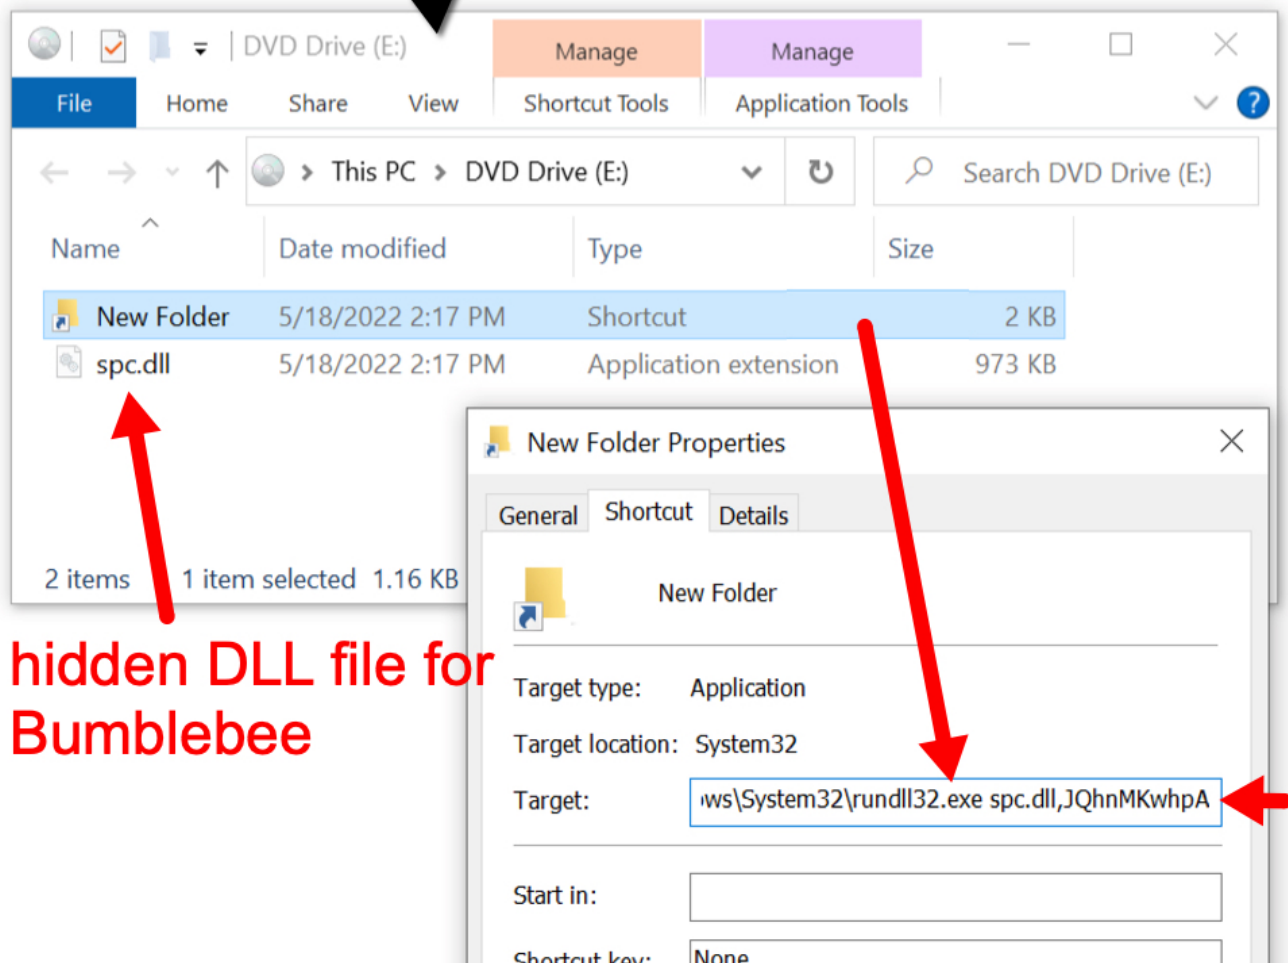 DVD Drive (E:)
Manage
Manage
File
Home
Share
View
Shortcut Tools
Application Tools
?
This PC
DVD Drive (E:)
Search DVD Drive (E:)
Name
Date modified
Type
Size
New Folder 5/18/2022 2:17 PM Shortcut 2 KB
spc.dll 5/18/2022 2:17 PM Application extension 973 KB
New Folder Properties
General
Shortcut
Details
2 items 1 item selected 1.16 KB
New Folder
hidden DLL file for
Bumblebee
Target type: Application
Target location: System32
Target: ws\System32\rundll32.exe spc.dll,JQhnMKwhpA
Start in:
Shortcut key: None